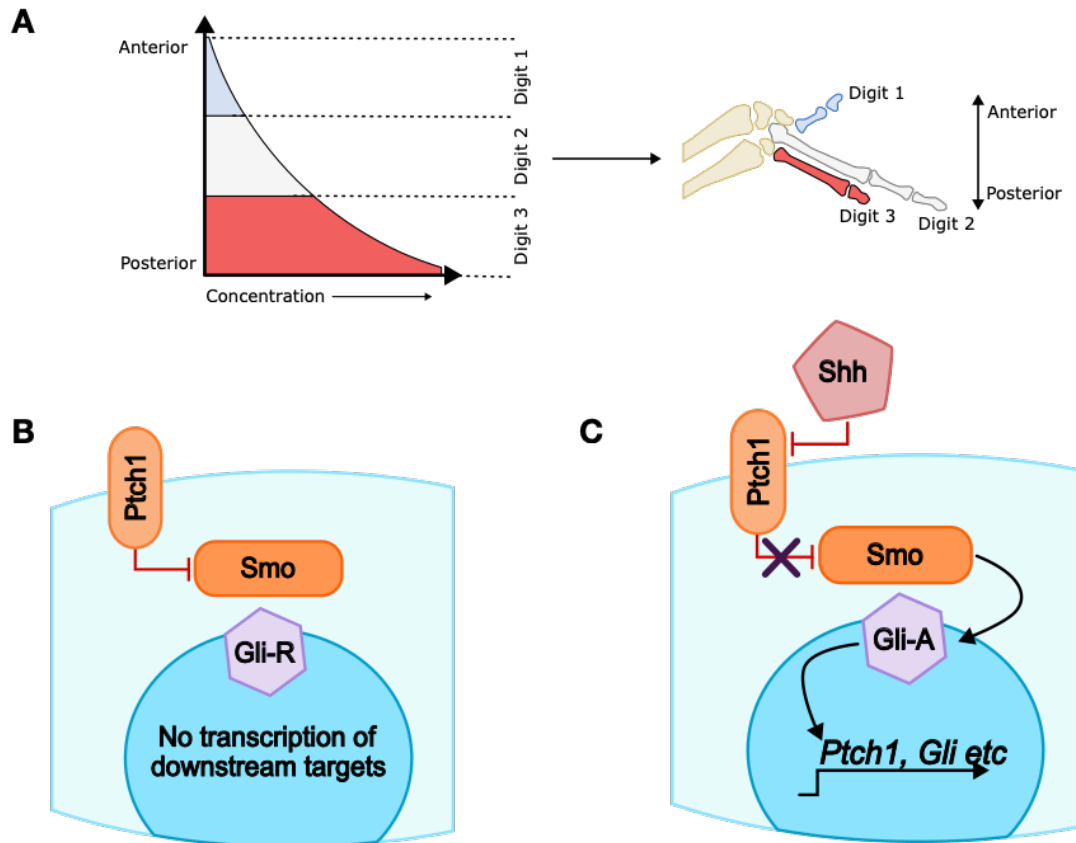 A
Anterior
Posterior
Concentration
Digit 1
Digit 2
Digit 3
Digit 1
Digit 3
Digit 2
Anterior
Posterior
B
Ptch1
Smo
Gli-R
No transcription of
downstream targets
C
Shh
Ptch1
Smo
Gli-A
Ptch1, Gli etc